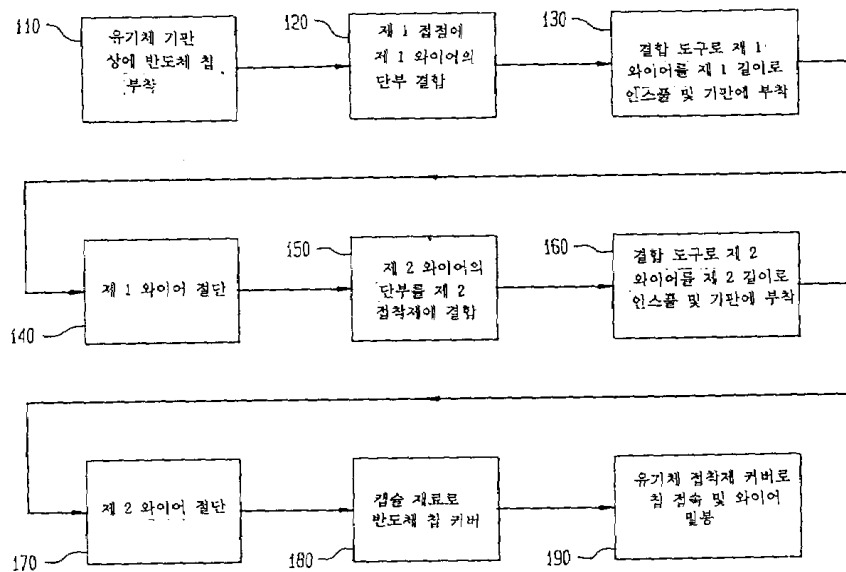 110
유기체 기판
상에 반도체 칩
부착
120
제 1 접점에
제 1 와이어의
단부 결합
130
결합 도구로 제 1
와이어를 제 1 길이로
인스풀 및 기판에 부착
제 1 와이어 절단
140
150
제 2 와이어의
단부를 제 2
접착제에 결합
160
결합 도구로 제 2
와이어를 제 2 길이로
인스풀 및 기판에 부착
제 2 와이어 절단
170
캡슐 재료로
반도체 칩 커버
180
유기체 접착제 커버로
칩 접속 및 와이어
밀봉
190